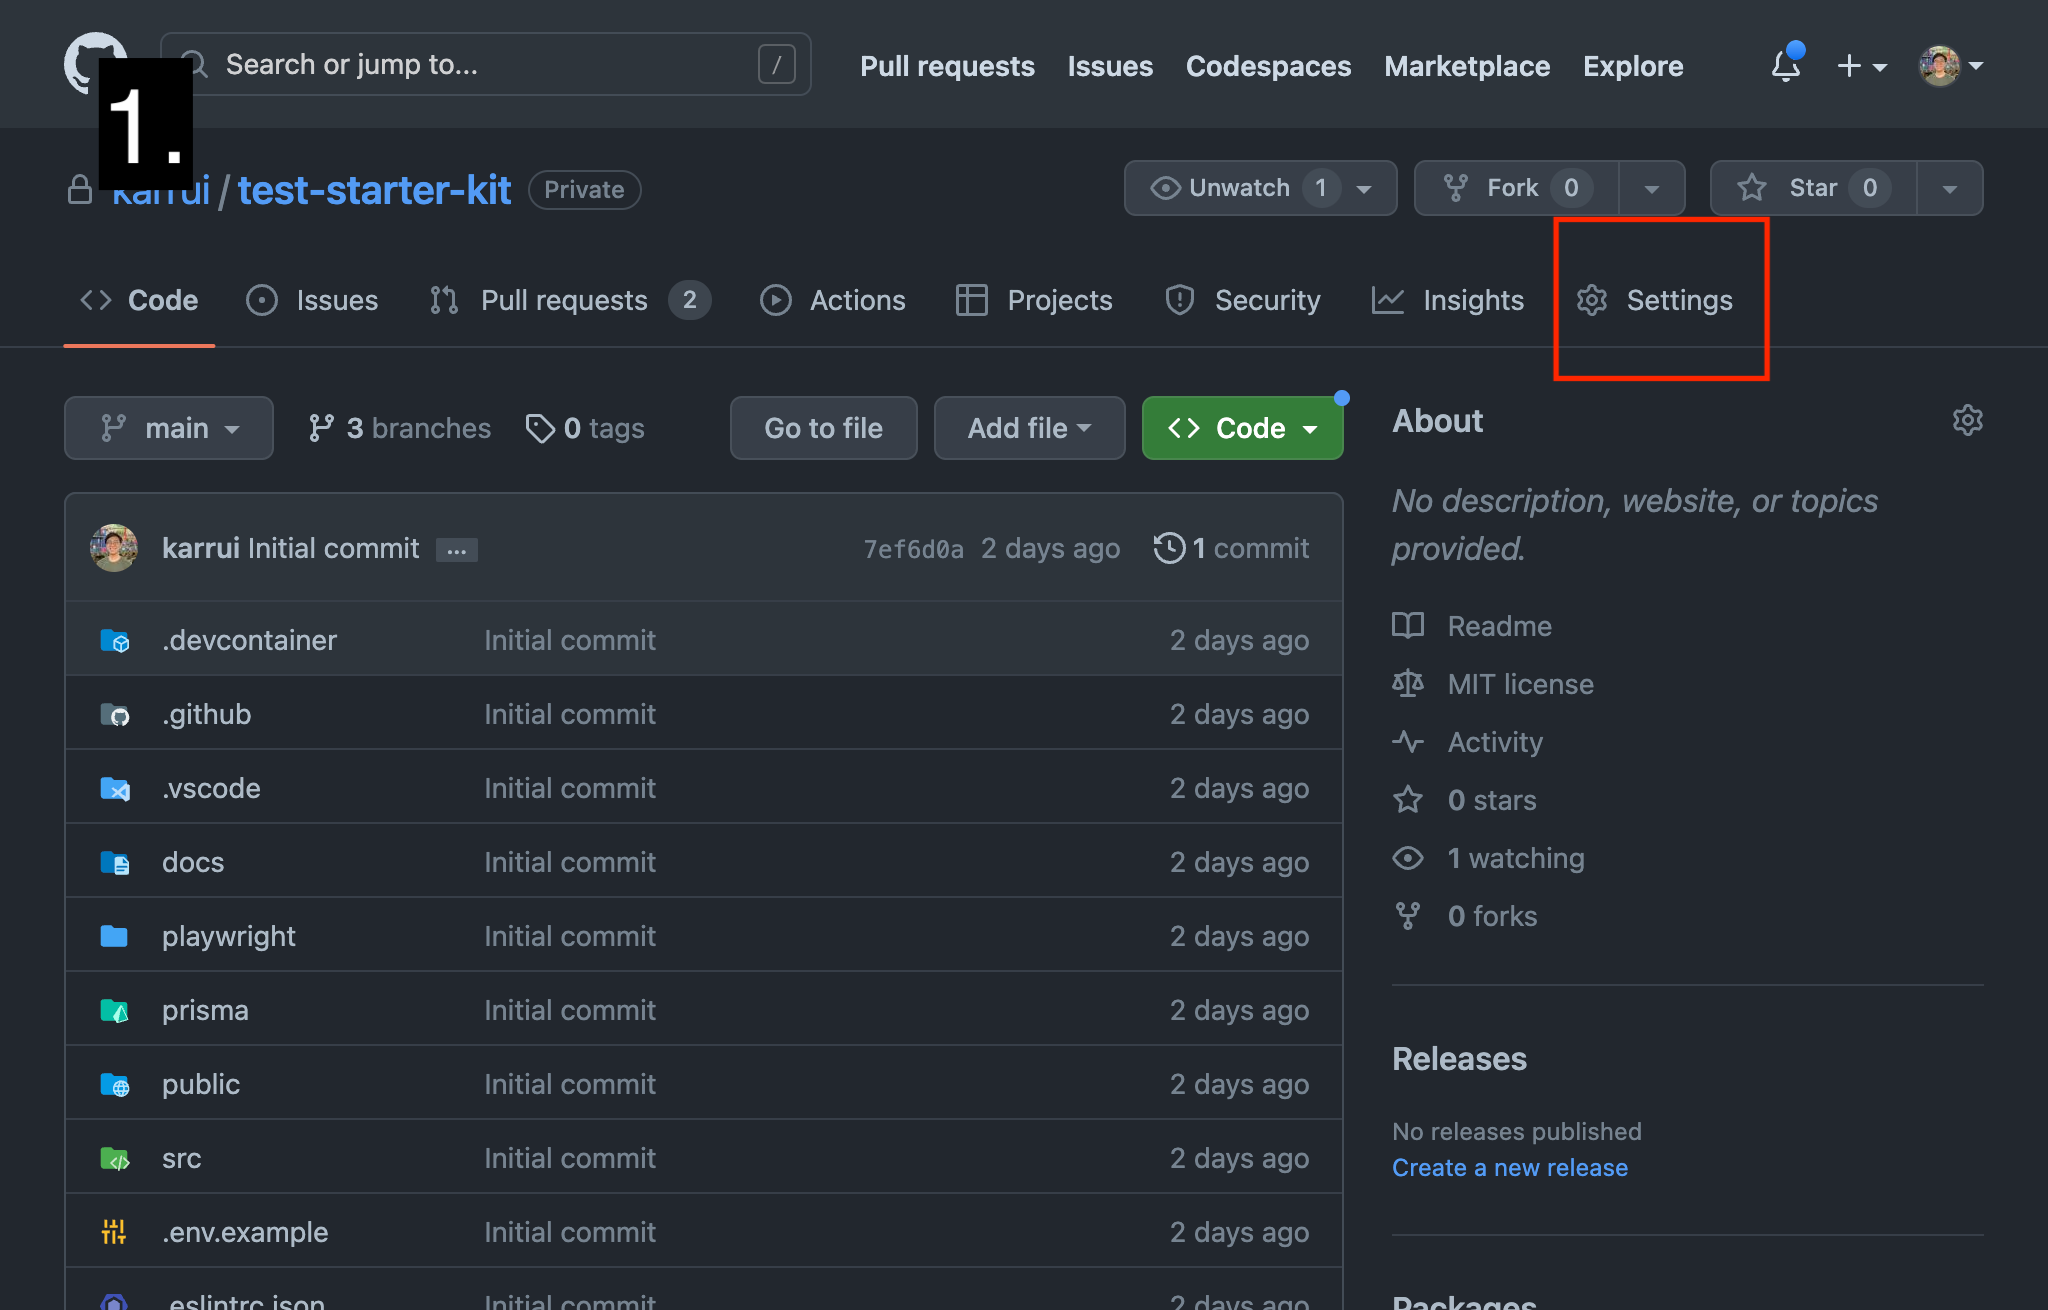 Search or jump to... /
Pull requests Issues Codespaces Marketplace Explore
1.
karrui / test-starter-kit Private
Unwatch 1 Fork 0 Star 0
Code Issues Pull requests 2 Actions Projects Security Insights Settings
main 3 branches 0 tags Go to file Add file Code
karrui Initial commit ... 7ef6d0a 2 days ago 1 commit
.devcontainer Initial commit 2 days ago
.github Initial commit 2 days ago
.vscode Initial commit 2 days ago
docs Initial commit 2 days ago
playwright Initial commit 2 days ago
prisma Initial commit 2 days ago
public Initial commit 2 days ago
src Initial commit 2 days ago
.env.example Initial commit 2 days ago
.eslintrc.json Initial commit 2 days ago
About
No description, website, or topics
provided.
Readme
MIT license
Activity
0 stars
1 watching
0 forks
Releases
No releases published
Create a new release
Packages